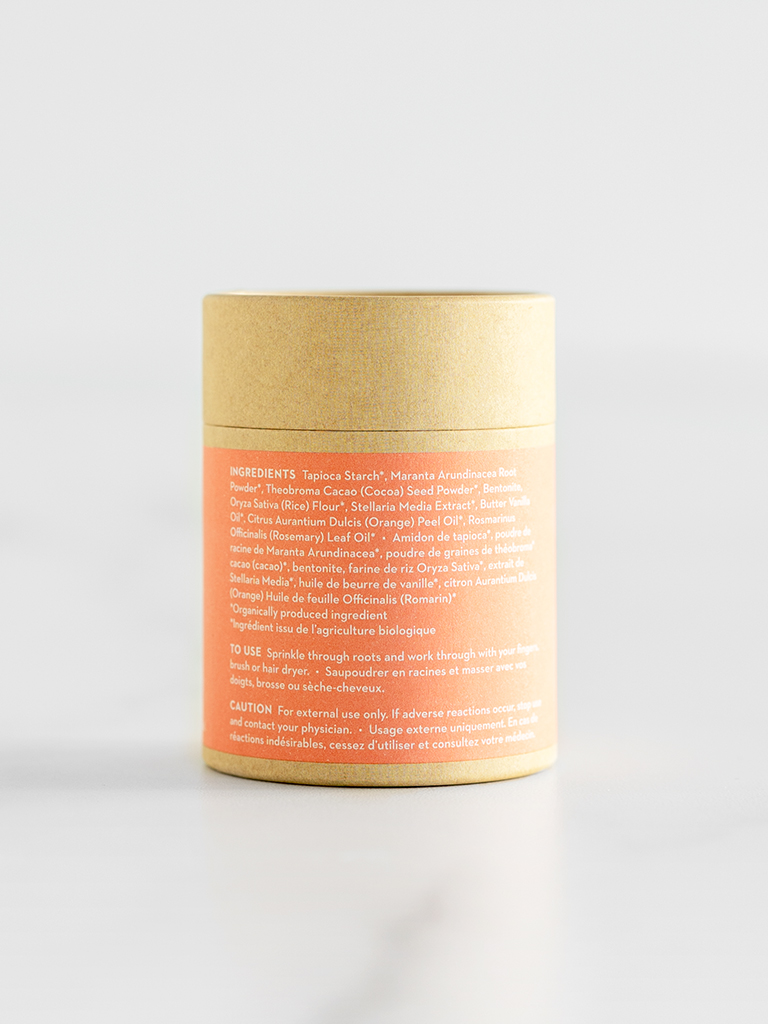 INGREDIENTS Tapioca Starch*, Maranta Arundinacea Root
Powder*, Theobroma Cacao (Cocoa) Seed Powder*, Bentonite,
Oryza Sativa (Rice) Flour*, Stellaria Media Extract*, Butter Vanilla
Oil*, Citrus Aurantium Dulcis (Orange) Peel Oil*, Rosmarinus
Officinalis (Rosemary) Leaf Oil* • Amidon de tapioca*, poudre de
racine de Maranta Arundinacea*, poudre de graines de théobroma
cacao (cacao)*, bentonite, farine de riz Oryza Sativa*, extrait de
Stellaria Media*, huile de beurre de vanille*, citron Aurantium Dulcis
(Orange) Huile de feuille Officinalis (Romarin)*
*Organically produced ingredient
*Ingrédient issu de l'agriculture biologique
TO USE Sprinkle through roots and work through with your fingers,
brush or hair dryer. • Saupoudrer en racines et masser avec vos
doigts, brosse ou sèche-cheveux.
CAUTION For external use only. If adverse reactions occur, stop use
and contact your physician. • Usage externe uniquement. En cas de
réactions indésirables, cessez d'utiliser et consultez votre médecin.